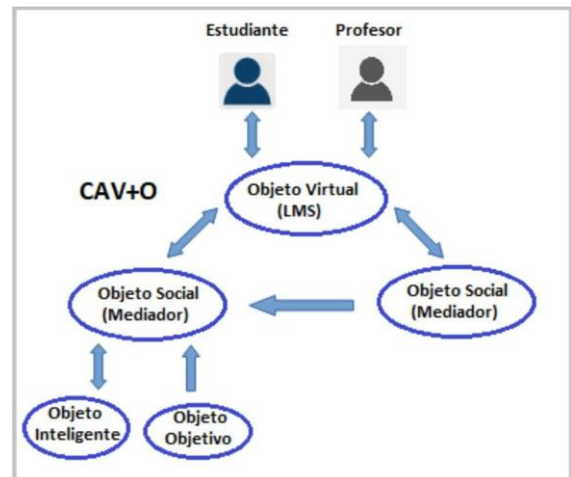 Estudiante
Profesor
CAV+O
Objeto Virtual
(LMS)
Objeto Social
(Mediador)
Objeto Social
(Mediador)
Objeto
Inteligente
Objeto
Objetivo